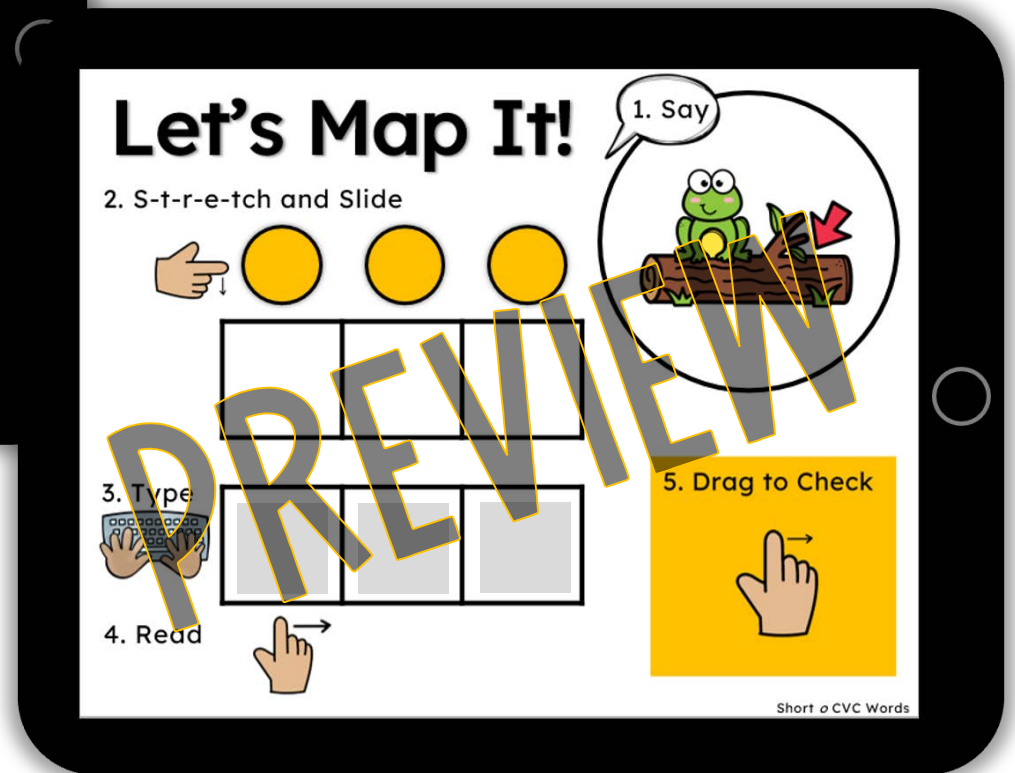 Let's Map It!
1. Say
2. S-t-r-e-tch and Slide
3. Type
4. Read
5. Drag to Check
Short o CVC Words
PREVIEW